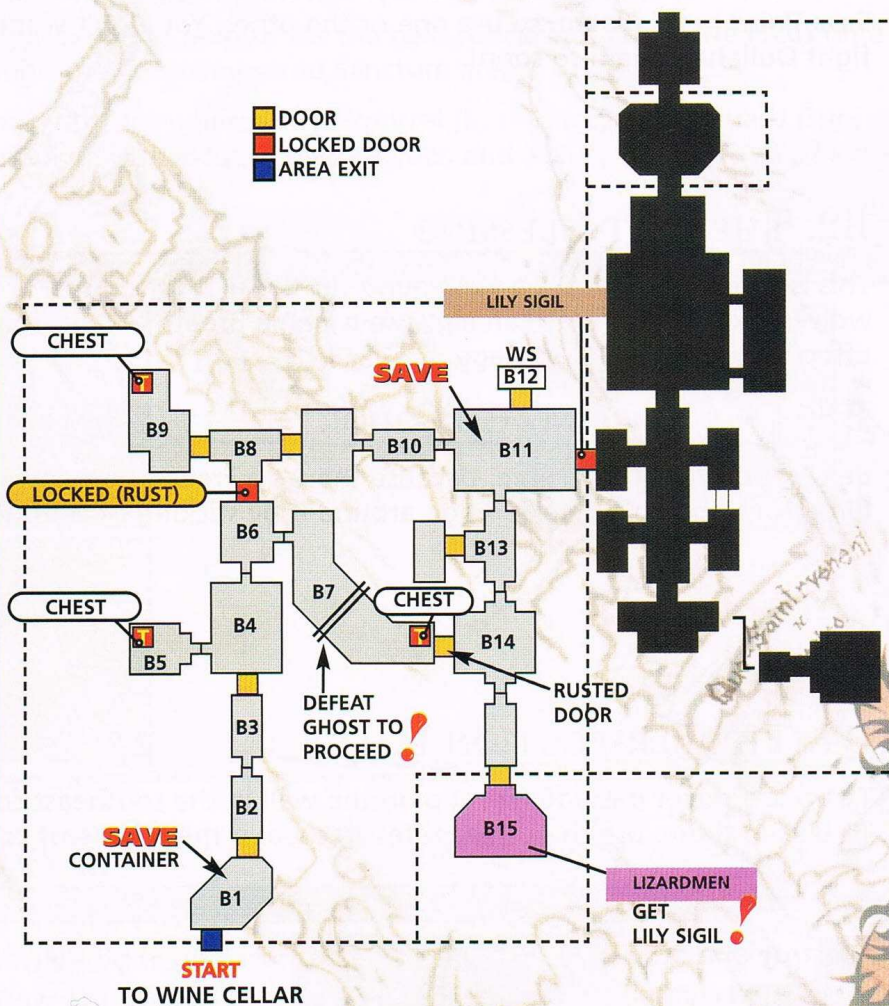 DOOR
LOCKED DOOR
AREA EXIT
LILY SIGIL
CHEST
WS
B12
SAVE
B9
B8
B10
B11
LOCKED (RUST)
B6
B13
B7
CHEST
CHEST
B4
B14
B5
DEFEAT
GHOST TO
PROCEED !
RUSTED
DOOR
B3
B2
SAVE
CONTAINER
B15
B1
LIZARDMEN
GET
LILY SIGIL !
START
TO WINE CELLAR
T
T
T